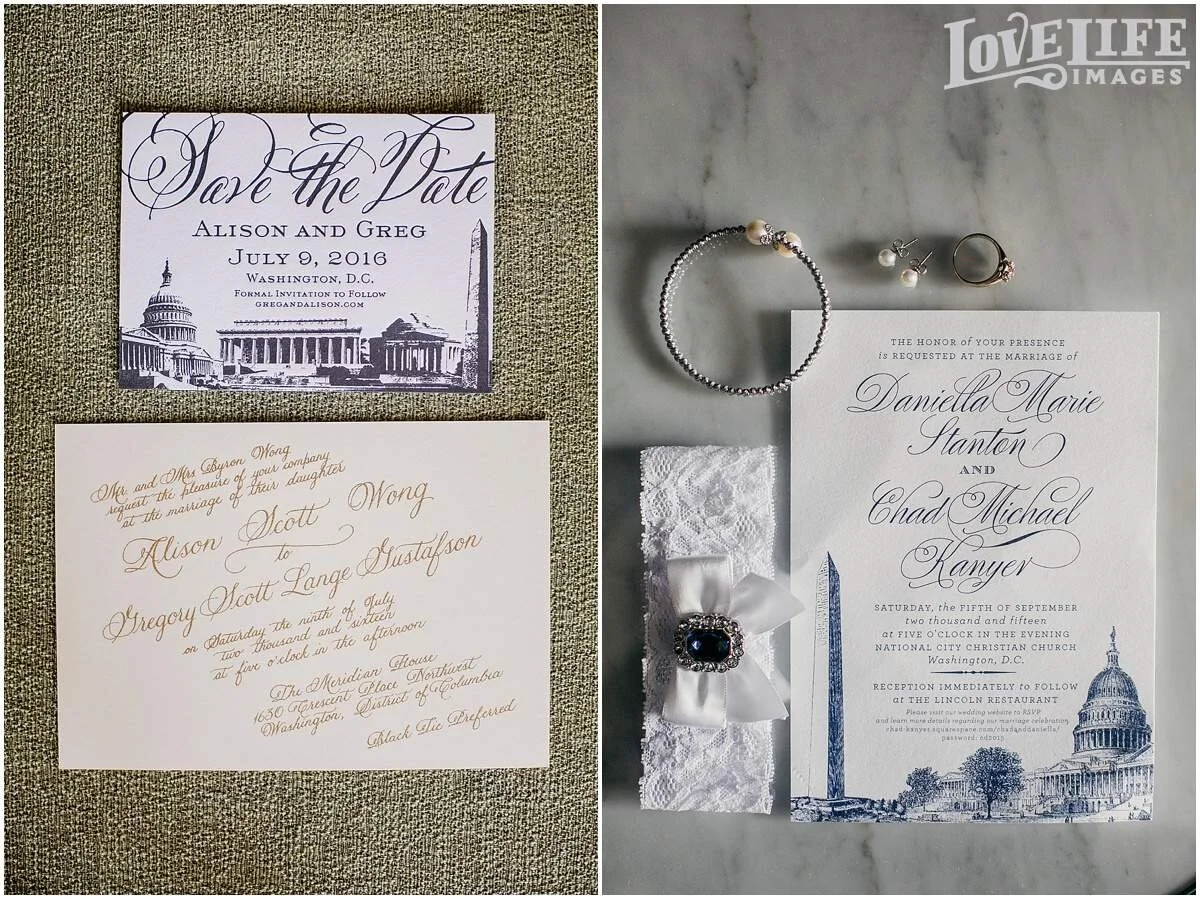 Save the Date
ALISON AND GREG
JULY 9, 2016
WASHINGTON, D.C.
FORMAL INVITATION TO FOLLOW
GREGANDALISON.COM
Mr. and Mrs Byron Wong
request the pleasure of your company
at the marriage of their daughter
Alison Scott Wong
to
Gregory Scott Lange Gustafson
on Saturday the ninth of July
two thousand and sixteen
at five o'clock in the afternoon
The Meridian House
1630 Crescent Place Northwest
Washington, District of Columbia
Black Tie Preferred
LOVE LIFE
IMAGES
THE HONOR of YOUR PRESENCE
is REQUESTED AT THE MARRIAGE of
Daniella Marie
Stanton
AND
Chad Michael
Kanyer
SATURDAY, the FIFTH OF SEPTEMBER
two thousand and fifteen
at FIVE O'CLOCK IN THE EVENING
NATIONAL CITY CHRISTIAN CHURCH
Washington, D.C.
RECEPTION IMMEDIATELY to FOLLOW
at THE LINCOLN RESTAURANT
Please visit our wedding website to RSVP
and learn more details regarding our marriage celebration
chad-kanyer.squarespace.com/chadanddaniella/
password: cd2015